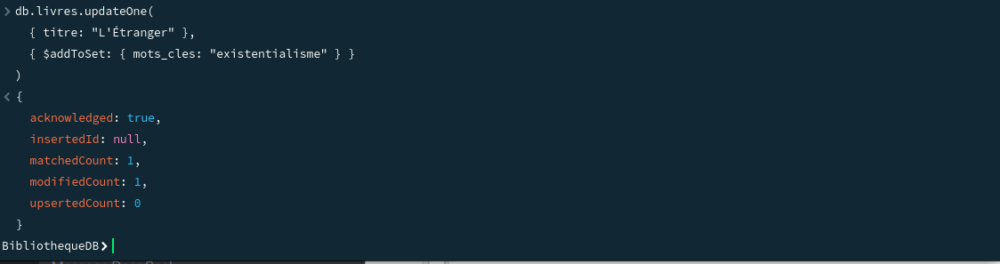 > db.livres.updateOne(
{ titre: "L'Étranger" },
{ $addToSet: { mots_cles: "existentialisme" } }
)
< {
acknowledged: true,
insertedId: null,
matchedCount: 1,
modifiedCount: 1,
upsertedCount: 0
}
BibliothequeDB>